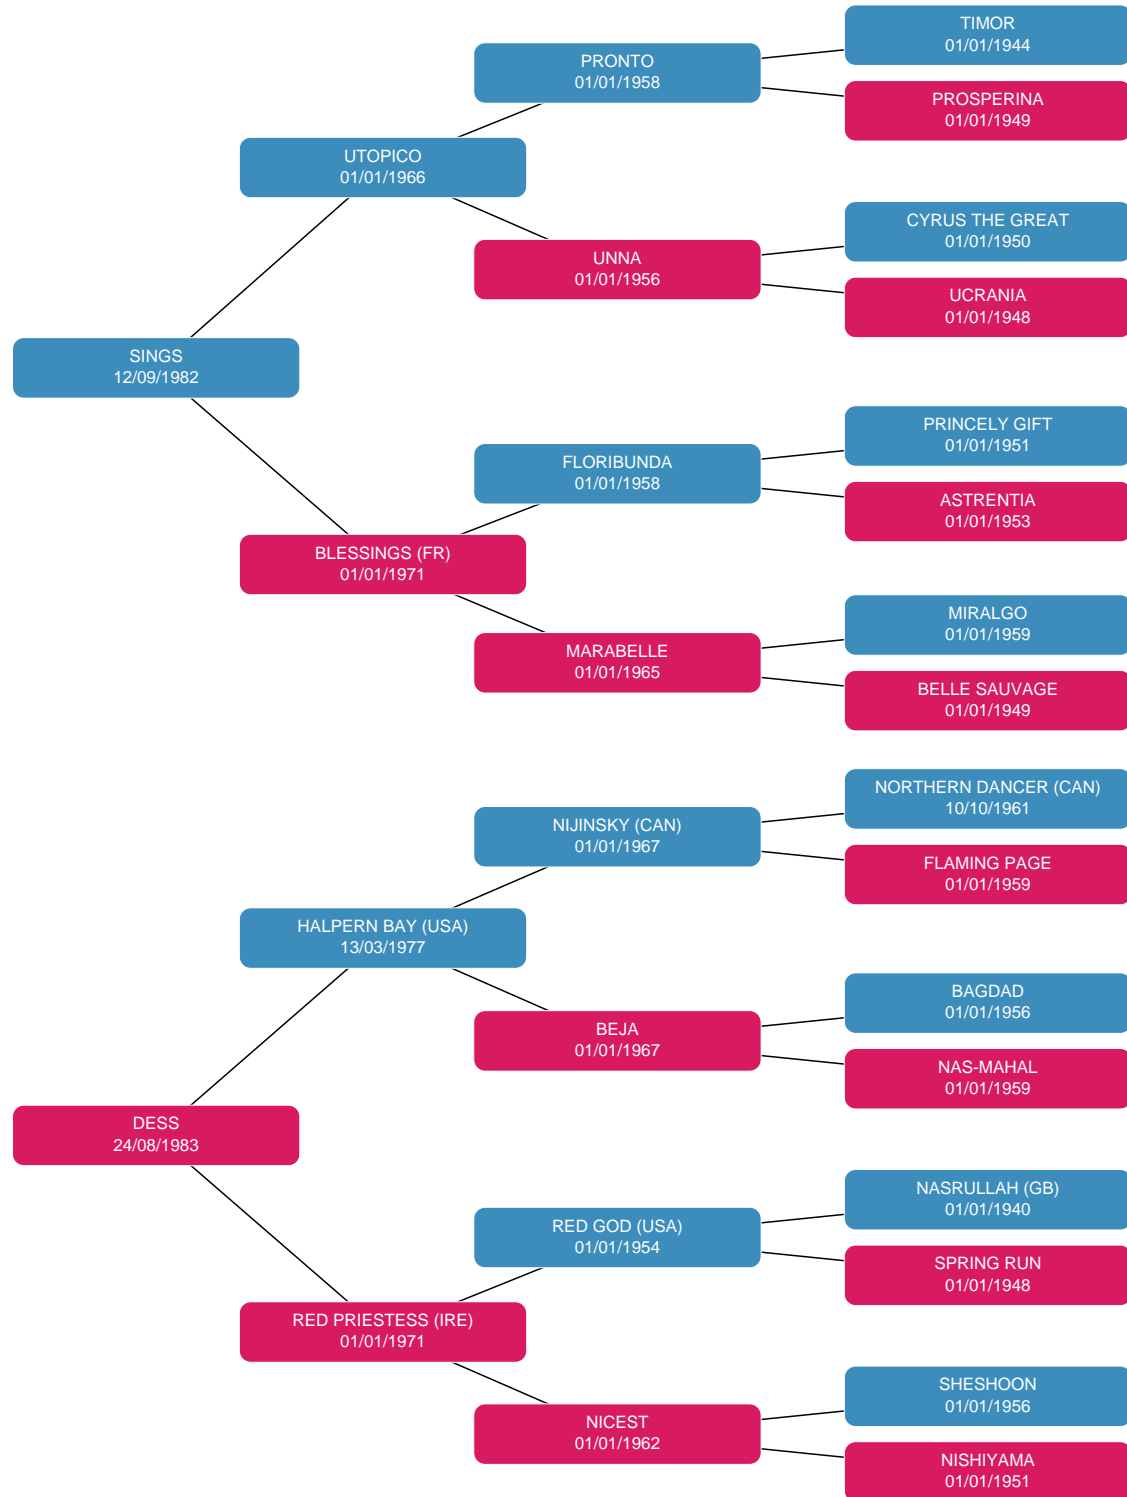 TIMOR
01/01/1944
PRONTO
01/01/1958
PROSPERINA
01/01/1949
UTOPICO
01/01/1966
CYRUS THE GREAT
01/01/1950
UNNA
01/01/1956
UCRANIA
01/01/1948
SINGS
12/09/1982
PRINCELY GIFT
01/01/1951
FLORIBUNDA
01/01/1958
ASTRENTIA
01/01/1953
BLESSINGS (FR)
01/01/1971
MIRALGO
01/01/1959
MARABELLE
01/01/1965
BELLE SAUVAGE
01/01/1949
NORTHERN DANCER (CAN)
10/10/1961
NIJINSKY (CAN)
01/01/1967
FLAMING PAGE
01/01/1959
HALPERN BAY (USA)
13/03/1977
BAGDAD
01/01/1956
BEJA
01/01/1967
NAS-MAHAL
01/01/1959
DESS
24/08/1983
NASRULLAH (GB)
01/01/1940
RED GOD (USA)
01/01/1954
SPRING RUN
01/01/1948
RED PRIESTESS (IRE)
01/01/1971
SHESHOON
01/01/1956
NICEST
01/01/1962
NISHIYAMA
01/01/1951